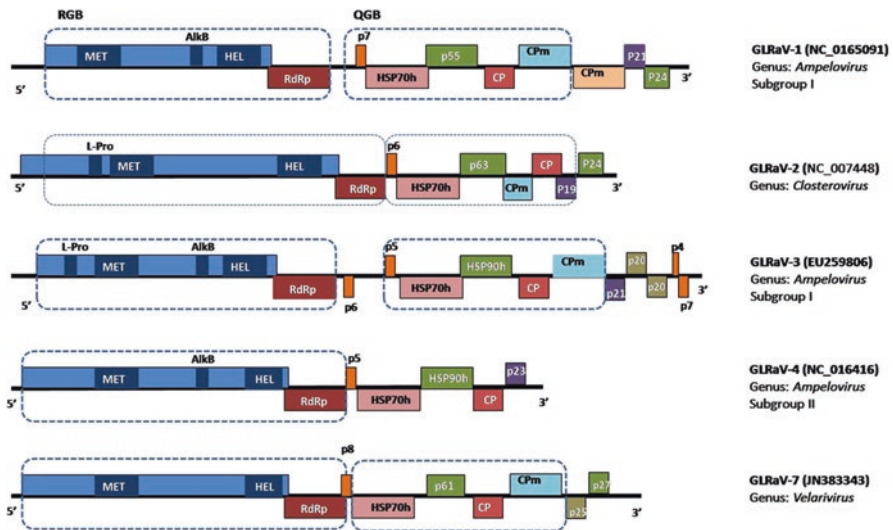 RGB QGB
AlkB p7
MET HEL p55 CPm P21
RdRp HSP70h CP CPm P24
5’ 3’
GLRaV-1 (NC_0165091)
Genus: Ampelovirus
Subgroup I
L-Pro p6
MET HEL p63 CP P24
RdRp HSP70h CPm P19
5’ 3’
GLRaV-2 (NC_007448)
Genus: Closterovirus
L-Pro AlkB p5 p4
MET HEL HSP90h CPm p20
RdRp p6 HSP70h CP p21 p20 p7
5’ 3’
GLRaV-3 (EU259806)
Genus: Ampelovirus
Subgroup I
AlkB p5
MET HEL HSP90h p23
RdRp HSP70h CP
5’ 3’
GLRaV-4 (NC_016416)
Genus: Ampelovirus
Subgroup II
p8
MET HEL p61 CPm p27
RdRp HSP70h CP p25
5’ 3’
GLRaV-7 (JN383343)
Genus: Velarivirus